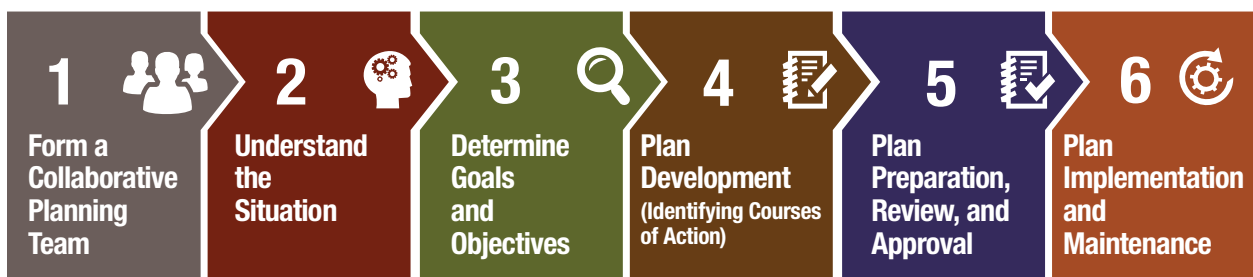 1
Form a
Collaborative
Planning
Team
2
Understand
the
Situation
3
Determine
Goals
and
Objectives
4
Plan
Development
(Identifying Courses
of Action)
5
Plan
Preparation,
Review, and
Approval
6
Plan
Implementation
and
Maintenance